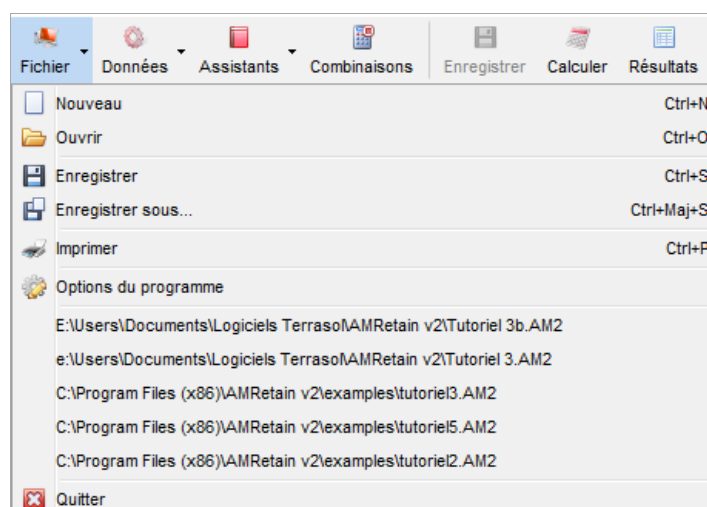 Fichier Données Assistants Combinaisons Enregistrer Calculer Résultats
Nouveau Ctrl+N
Ouvrir Ctrl+O
Enregistrer Ctrl+S
Enregistrer sous... Ctrl+Maj+S
Imprimer Ctrl+P
Options du programme
E:\Users\Documents\Logiciels Terrasol\AMRetain v2\Tutoriel 3b.AM2
e:\Users\Documents\Logiciels Terrasol\AMRetain v2\Tutoriel 3.AM2
C:\Program Files (x86)\AMRetain v2\examples\tutoriel3.AM2
C:\Program Files (x86)\AMRetain v2\examples\tutoriel5.AM2
C:\Program Files (x86)\AMRetain v2\examples\tutoriel2.AM2
Quitter